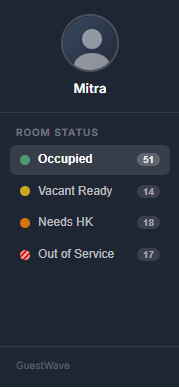 Mitra
ROOM STATUS
Occupied 51
Vacant Ready 14
Needs HK 18
Out of Service 17
GuestWave